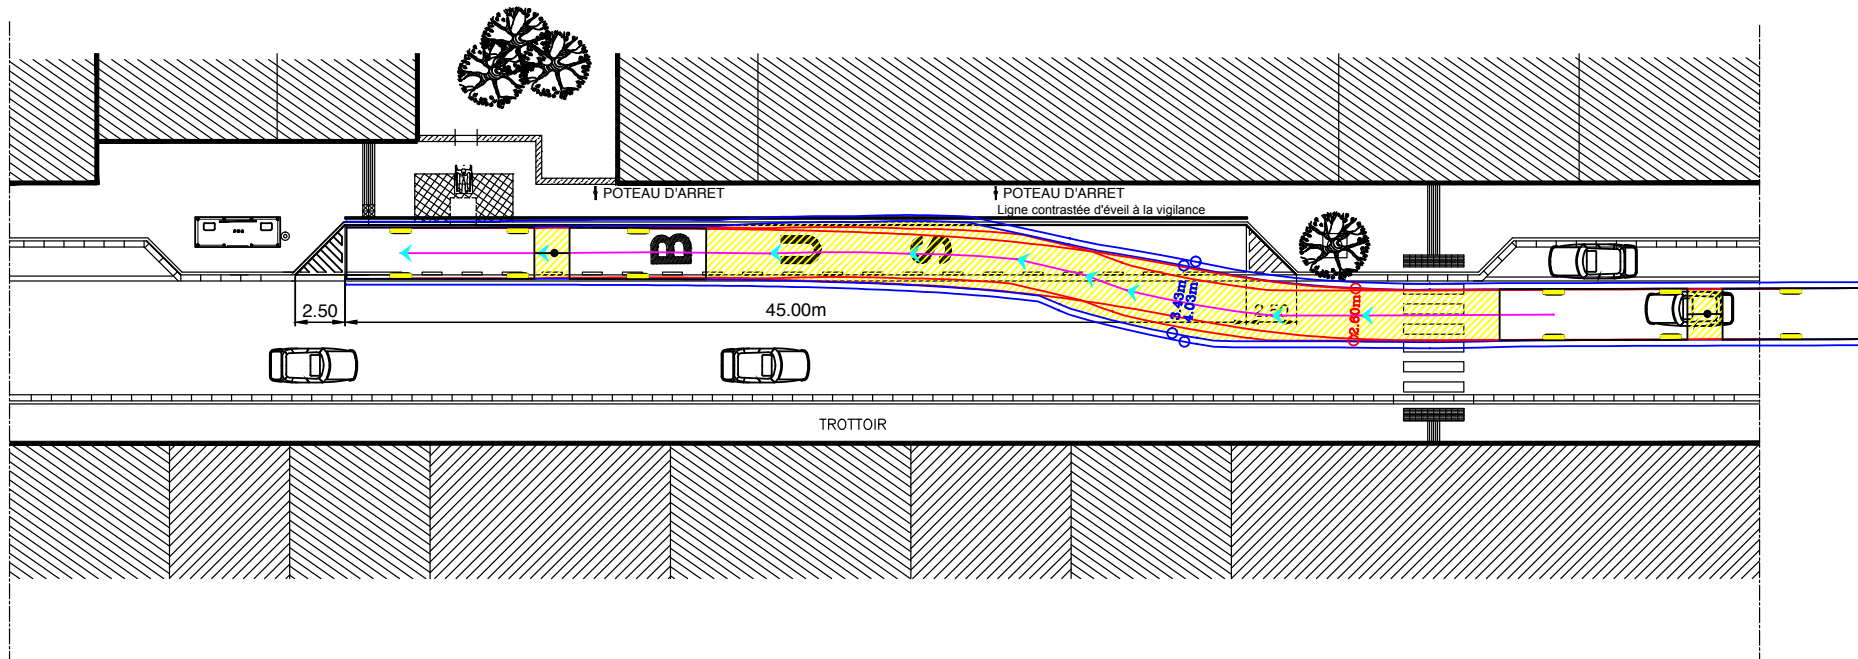 POTEAU D'ARRET
POTEAU D'ARRET
Ligne contrastée d'éveil à la vigilance
B U S
3.43m
4.03m
2.60m
2.50
45.00m
2.50
TROTTOIR